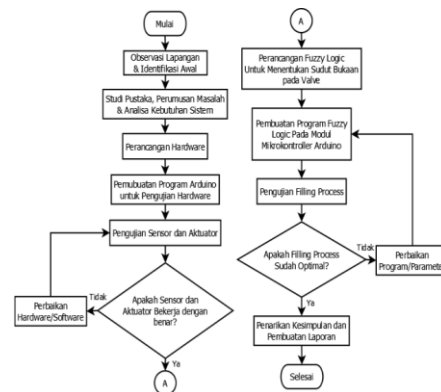 Mulai
Observasi Lapangan
& Identifikasi Awal
Studi Pustaka, Perumusan Masalah
& Analisa Kebutuhan Sistem
Perancangan Hardware
Pemubuatan Program Arduino
untuk Pengujian Hardware
Pengujian Sensor dan Aktuator
Perbaikan
Hardware/Software
Tidak
Apakah Sensor dan
Aktuator Bekerja dengan
benar?
Ya
A
A
Perancangan Fuzzy Logic
Untuk Menentukan Sudut Bukaan
pada Valve
Pembuatan Program Fuzzy
Logic Pada Modul
Mikrokontroller Arduino
Pengujian Filling Process
Apakah Filling Process
Sudah Optimal?
Tidak
Perbaikan
Program/Parameter
Ya
Penarikan Kesimpulan dan
Pembuatan Laporan
Selesai